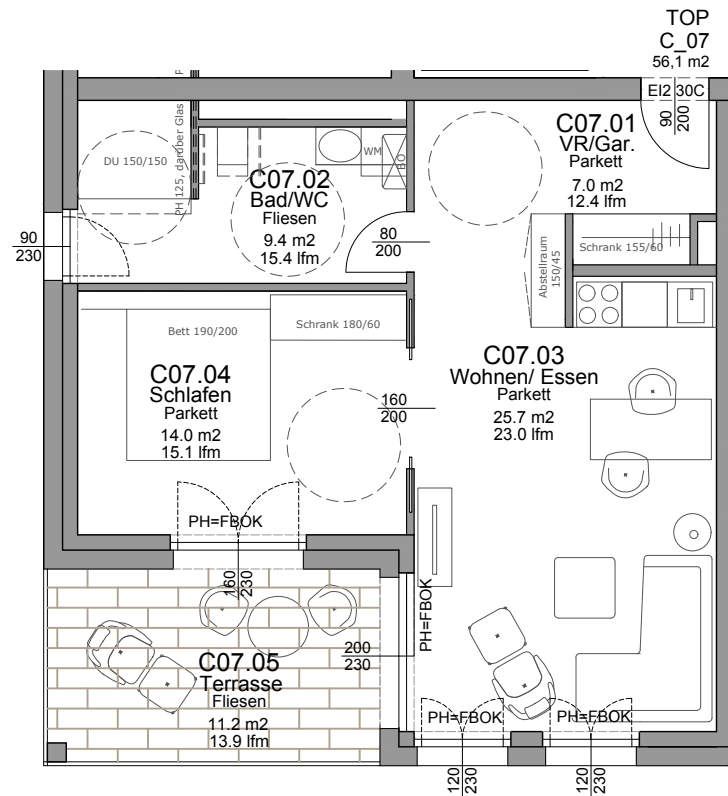 TOP
C_07
56,1 m2
EI2 30C
90
200
C07.01
VR/Gar.
Parkett
7.0 m2
12.4 lfm
DU 150/150
PH 125, darüber Glas
WM
BO
C07.02
Bad/WC
Fliesen
9.4 m2
15.4 lfm
90
230
80
200
Abstellraum
150/45
Schrank 155/60
Bett 190/200
Schrank 180/60
C07.04
Schlafen
Parkett
14.0 m2
15.1 lfm
160
200
C07.03
Wohnen/ Essen
Parkett
25.7 m2
23.0 lfm
PH=FBOK
160
230
PH=FBOK
200
230
C07.05
Terrasse
Fliesen
11.2 m2
13.9 lfm
PH=FBOK
PH=FBOK
120
230
120
230